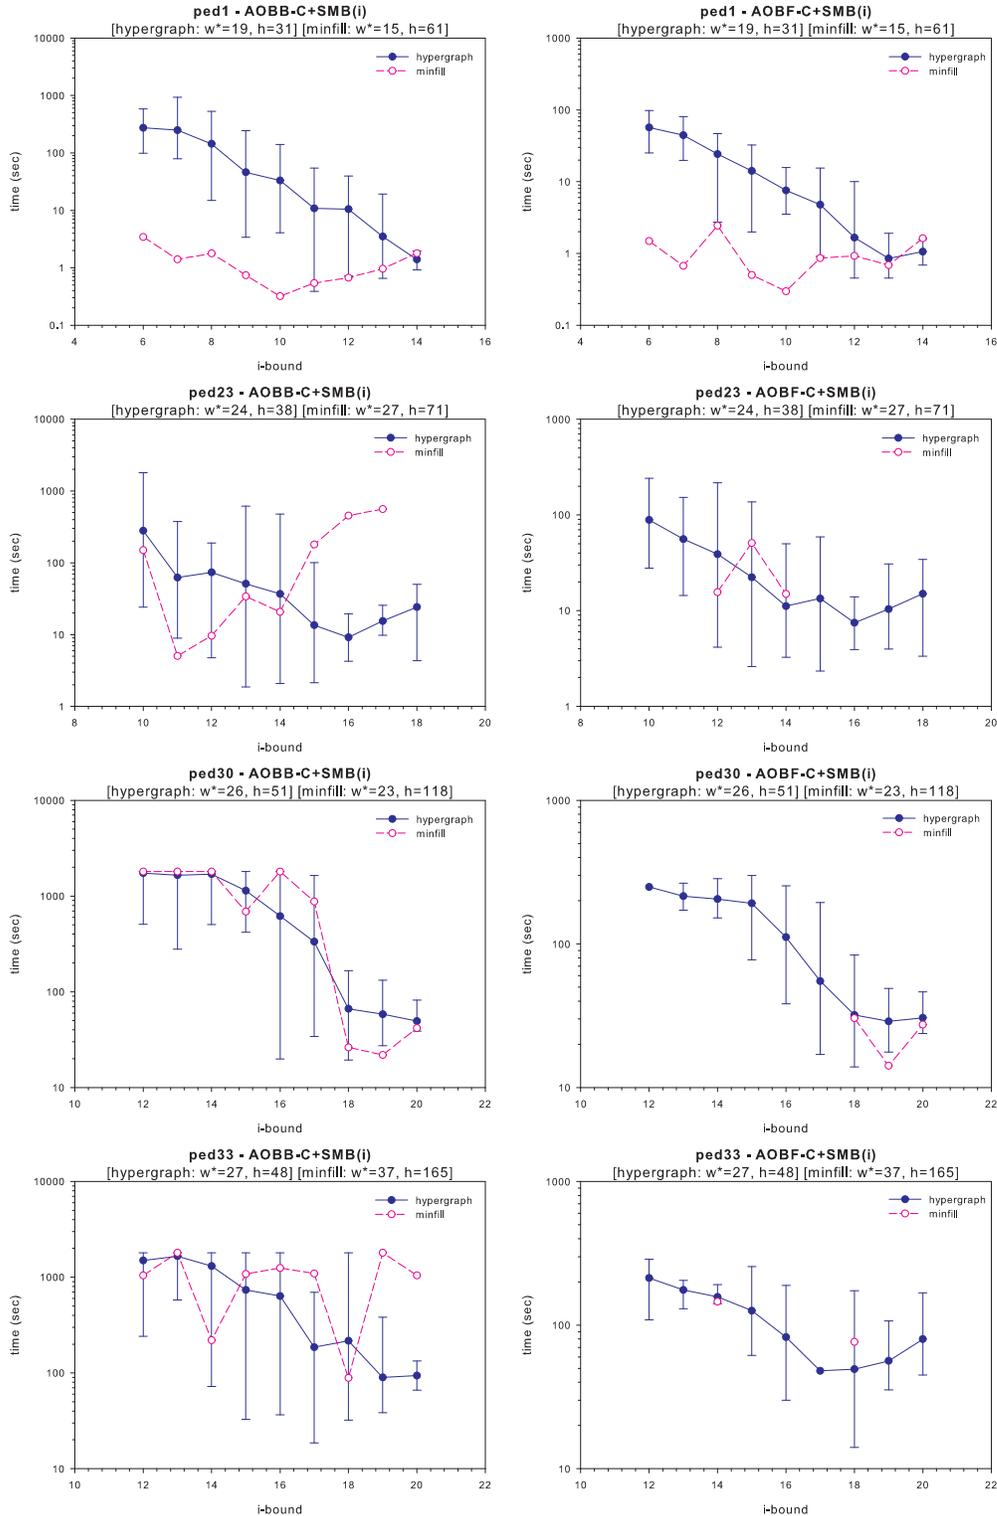 ped1 - AOBB-C+SMB(i)
[hypergraph: w*=19, h=31] [minfill: w*=15, h=61]
10000
1000
100
10
1
0.1
time (sec)
hypergraph
minfill
4 6 8 10 12 14 16
i-bound
ped1 - AOBF-C+SMB(i)
[hypergraph: w*=19, h=31] [minfill: w*=15, h=61]
1000
100
10
1
0.1
time (sec)
hypergraph
minfill
4 6 8 10 12 14 16
i-bound
ped23 - AOBB-C+SMB(i)
[hypergraph: w*=24, h=38] [minfill: w*=27, h=71]
10000
1000
100
10
1
time (sec)
hypergraph
minfill
8 10 12 14 16 18 20
i-bound
ped23 - AOBF-C+SMB(i)
[hypergraph: w*=24, h=38] [minfill: w*=27, h=71]
1000
100
10
1
time (sec)
hypergraph
minfill
8 10 12 14 16 18 20
i-bound
ped30 - AOBB-C+SMB(i)
[hypergraph: w*=26, h=51] [minfill: w*=23, h=118]
10000
1000
100
10
time (sec)
hypergraph
minfill
10 12 14 16 18 20 22
i-bound
ped30 - AOBF-C+SMB(i)
[hypergraph: w*=26, h=51] [minfill: w*=23, h=118]
1000
100
10
time (sec)
hypergraph
minfill
10 12 14 16 18 20 22
i-bound
ped33 - AOBB-C+SMB(i)
[hypergraph: w*=27, h=48] [minfill: w*=37, h=165]
10000
1000
100
10
time (sec)
hypergraph
minfill
10 12 14 16 18 20 22
i-bound
ped33 - AOBF-C+SMB(i)
[hypergraph: w*=27, h=48] [minfill: w*=37, h=165]
1000
100
10
time (sec)
hypergraph
minfill
10 12 14 16 18 20 22
i-bound